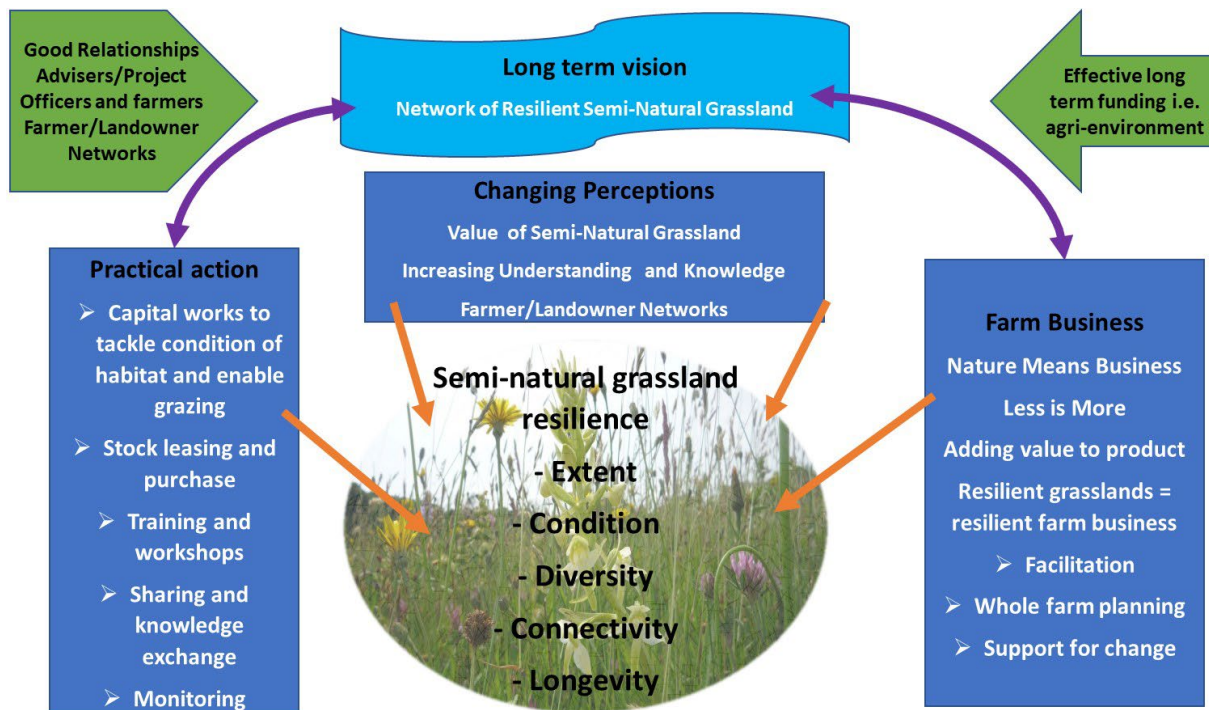 Good Relationships
Advisers/Project
Officers and farmers
Farmer/Landowner
Networks
Long term vision
Network of Resilient Semi-Natural Grassland
Effective long
term funding i.e.
agri-environment
Changing Perceptions
Value of Semi-Natural Grassland
Increasing Understanding and Knowledge
Farmer/Landowner Networks
Practical action
➢ Capital works to
tackle condition of
habitat and enable
grazing
➢ Stock leasing and
purchase
➢ Training and
workshops
➢ Sharing and
knowledge
exchange
➢ Monitoring
Semi-natural grassland
resilience
- Extent
- Condition
- Diversity
- Connectivity
- Longevity
Farm Business
Nature Means Business
Less is More
Adding value to product
Resilient grasslands =
resilient farm business
➢ Facilitation
➢ Whole farm planning
➢ Support for change